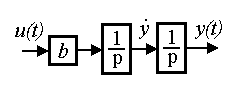 u(t) b 1/p ẏ 1/p y(t)